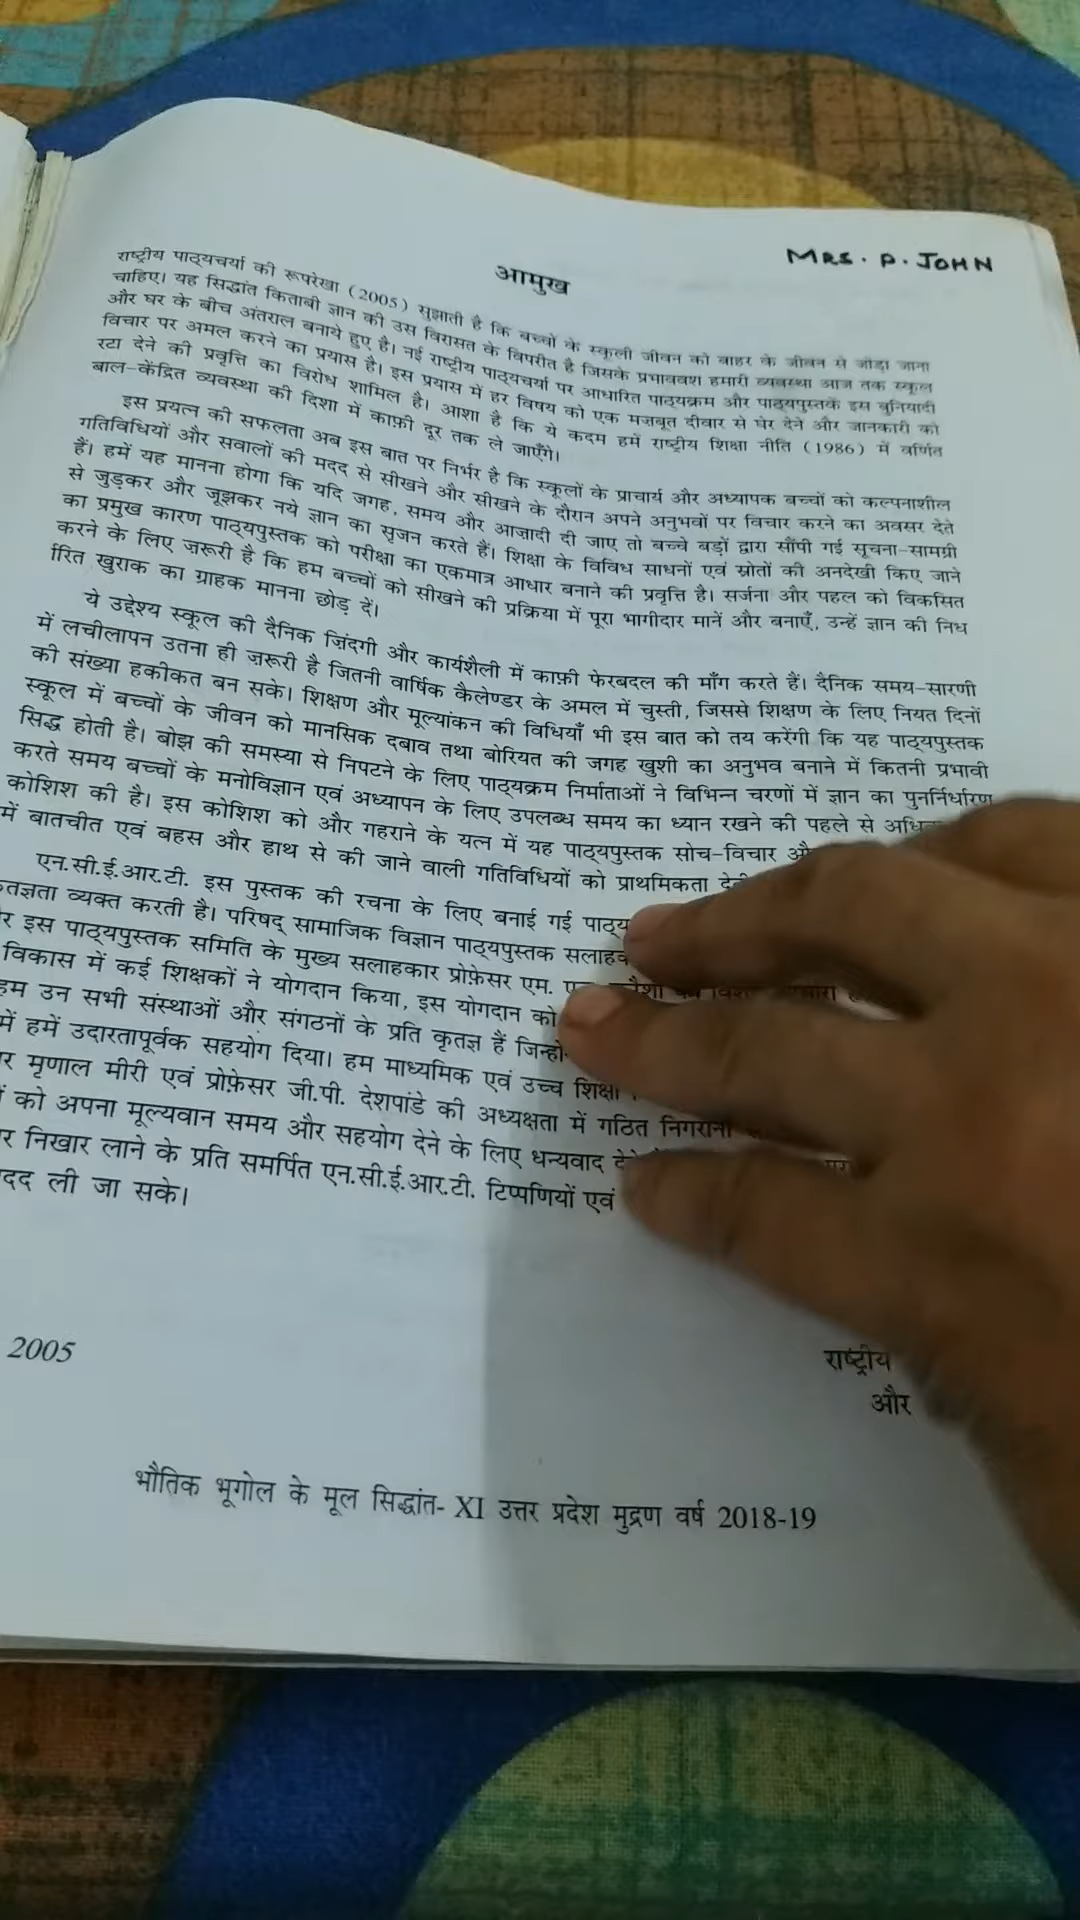 MRS. P. JOHN
आमुख
राष्ट्रीय पाठ्यचर्या की रूपरेखा (2005) सुझाती है कि बच्चों के स्कूली जीवन को बाहर के जीवन से जोड़ा जाना
चाहिए। यह सिद्धांत किताबी ज्ञान की उस विरासत के विपरीत है जिसके प्रभाववश हमारी व्यवस्था आज तक स्कूल
और घर के बीच अंतराल बनाये हुए है। नई राष्ट्रीय पाठ्यचर्या पर आधारित पाठ्यक्रम और पाठ्यपुस्तकें इस बुनियादी
विचार पर अमल करने का प्रयास है। इस प्रयास में हर विषय को एक मज़बूत दीवार से घेर देने और जानकारी को
रटा देने की प्रवृत्ति का विरोध शामिल है। आशा है कि ये कदम हमें राष्ट्रीय शिक्षा नीति (1986) में वर्णित
बाल-केंद्रित व्यवस्था की दिशा में काफ़ी दूर तक ले जाएँगे।
इस प्रयत्न की सफलता अब इस बात पर निर्भर है कि स्कूलों के प्राचार्य और अध्यापक बच्चों को कल्पनाशील
गतिविधियों और सवालों की मदद से सीखने और सीखने के दौरान अपने अनुभवों पर विचार करने का अवसर देते
हैं। हमें यह मानना होगा कि यदि जगह, समय और आज़ादी दी जाए तो बच्चे बड़ों द्वारा सौंपी गई सूचना-सामग्री
से जुड़कर और जूझकर नये ज्ञान का सृजन करते हैं। शिक्षा के विविध साधनों एवं स्रोतों की अनदेखी किए जाने
का प्रमुख कारण पाठ्यपुस्तक को परीक्षा का एकमात्र आधार बनाने की प्रवृत्ति है। सर्जना और पहल को विकसित
करने के लिए ज़रूरी है कि हम बच्चों को सीखने की प्रक्रिया में पूरा भागीदार मानें और बनाएँ, उन्हें ज्ञान की निर्ध
ारित खुराक का ग्राहक मानना छोड़ दें।
ये उद्देश्य स्कूल की दैनिक ज़िंदगी और कार्यशैली में काफ़ी फेरबदल की माँग करते हैं। दैनिक समय-सारणी
में लचीलापन उतना ही ज़रूरी है जितनी वार्षिक कैलेण्डर के अमल में चुस्ती, जिससे शिक्षण के लिए नियत दिनों
की संख्या हकीकत बन सके। शिक्षण और मूल्यांकन की विधियाँ भी इस बात को तय करेंगी कि यह पाठ्यपुस्तक
स्कूल में बच्चों के जीवन को मानसिक दबाव तथा बोरियत की जगह खुशी का अनुभव बनाने में कितनी प्रभावी
सिद्ध होती है। बोझ की समस्या से निपटने के लिए पाठ्यक्रम निर्माताओं ने विभिन्न चरणों में ज्ञान का पुनर्निर्धारण
करते समय बच्चों के मनोविज्ञान एवं अध्यापन के लिए उपलब्ध समय का ध्यान रखने की पहले से
कोशिश की है। इस कोशिश को और गहराने के यत्न में यह पाठ्यपुस्तक सोच-विचार
में बातचीत एवं बहस और हाथ से की जाने वाली गतिविधियों को प्राथमिकता
एन.सी.ई.आर.टी. इस पुस्तक की रचना के लिए बनाई गई
व्यक्त करती है। परिषद् सामाजिक विज्ञान पाठ्यपुस्तक
इस पाठ्यपुस्तक समिति के मुख्य सलाहकार प्रोफ़ेसर एम.
विकास में कई शिक्षकों ने योगदान किया, इस योगदान को
हम उन सभी संस्थाओं और संगठनों के प्रति कृतज्ञ हैं
में हमें उदारतापूर्वक सहयोग दिया। हम माध्यमिक एवं उच्च शिक्षा
मृणाल मीरी एवं प्रोफ़ेसर जी.पी. देशपांडे की अध्यक्षता में गठित निगरानी
को अपना मूल्यवान समय और सहयोग देने के लिए धन्यवाद
निखार लाने के प्रति समर्पित एन.सी.ई.आर.टी. टिप्पणियों एवं
ली जा सके।
2005
राष्ट्रीय
और
भौतिक भूगोल के मूल सिद्धांत- XI उत्तर प्रदेश मुद्रण वर्ष 2018-19